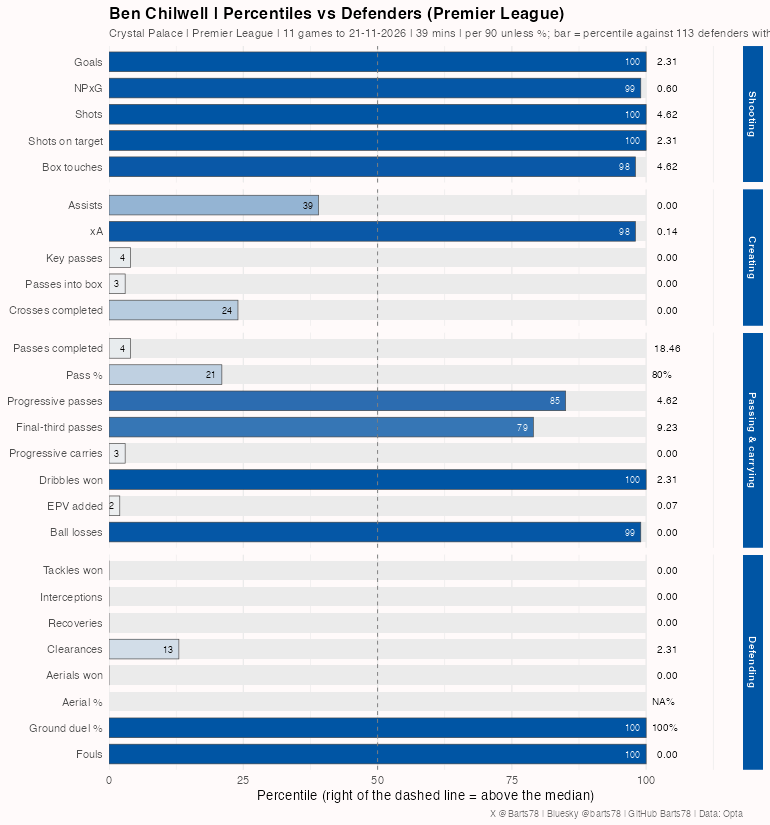 Ben Chilwell | Percentiles vs Defenders (Premier League)
Crystal Palace | Premier League | 11 games to 21-11-2026 | 39 mins | per 90 unless %; bar = percentile against 113 defenders with
Goals 100 2.31
NPxG 99 0.60
Shots 100 4.62
Shots on target 100 2.31
Box touches 98 4.62
Shooting
Assists 39 0.00
xA 98 0.14
Key passes 4 0.00
Passes into box 3 0.00
Crosses completed 24 0.00
Creating
Passes completed 4 18.46
Pass % 21 80%
Progressive passes 85 4.62
Final-third passes 79 9.23
Progressive carries 3 0.00
Dribbles won 100 2.31
EPV added 2 0.07
Ball losses 99 0.00
Passing & carrying
Tackles won 0.00
Interceptions 0.00
Recoveries 0.00
Clearances 13 2.31
Aerials won 0.00
Aerial % NA%
Ground duel % 100 100%
Fouls 100 0.00
Defending
0 25 50 75 100
Percentile (right of the dashed line = above the median)
X @Barts78 | Bluesky @barts78 | GitHub Barts78 | Data: Opta